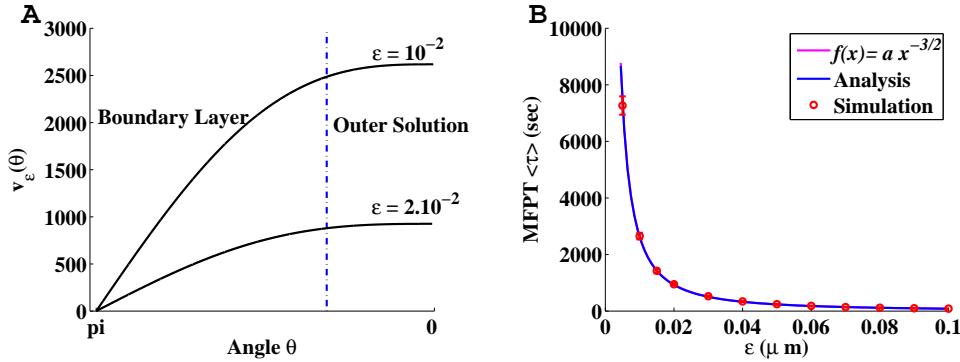 A
3000
2500
2000
1500
1000
500
0
v_ε(θ)
ε = 10⁻²
Boundary Layer
Outer Solution
ε = 2.10⁻²
pi
0
Angle θ
B
10000
8000
6000
4000
2000
0
MFPT <τ> (sec)
f(x)= a x^{−3/2}
Analysis
Simulation
0
0.02
0.04
0.06
0.08
0.1
ε (μ m)